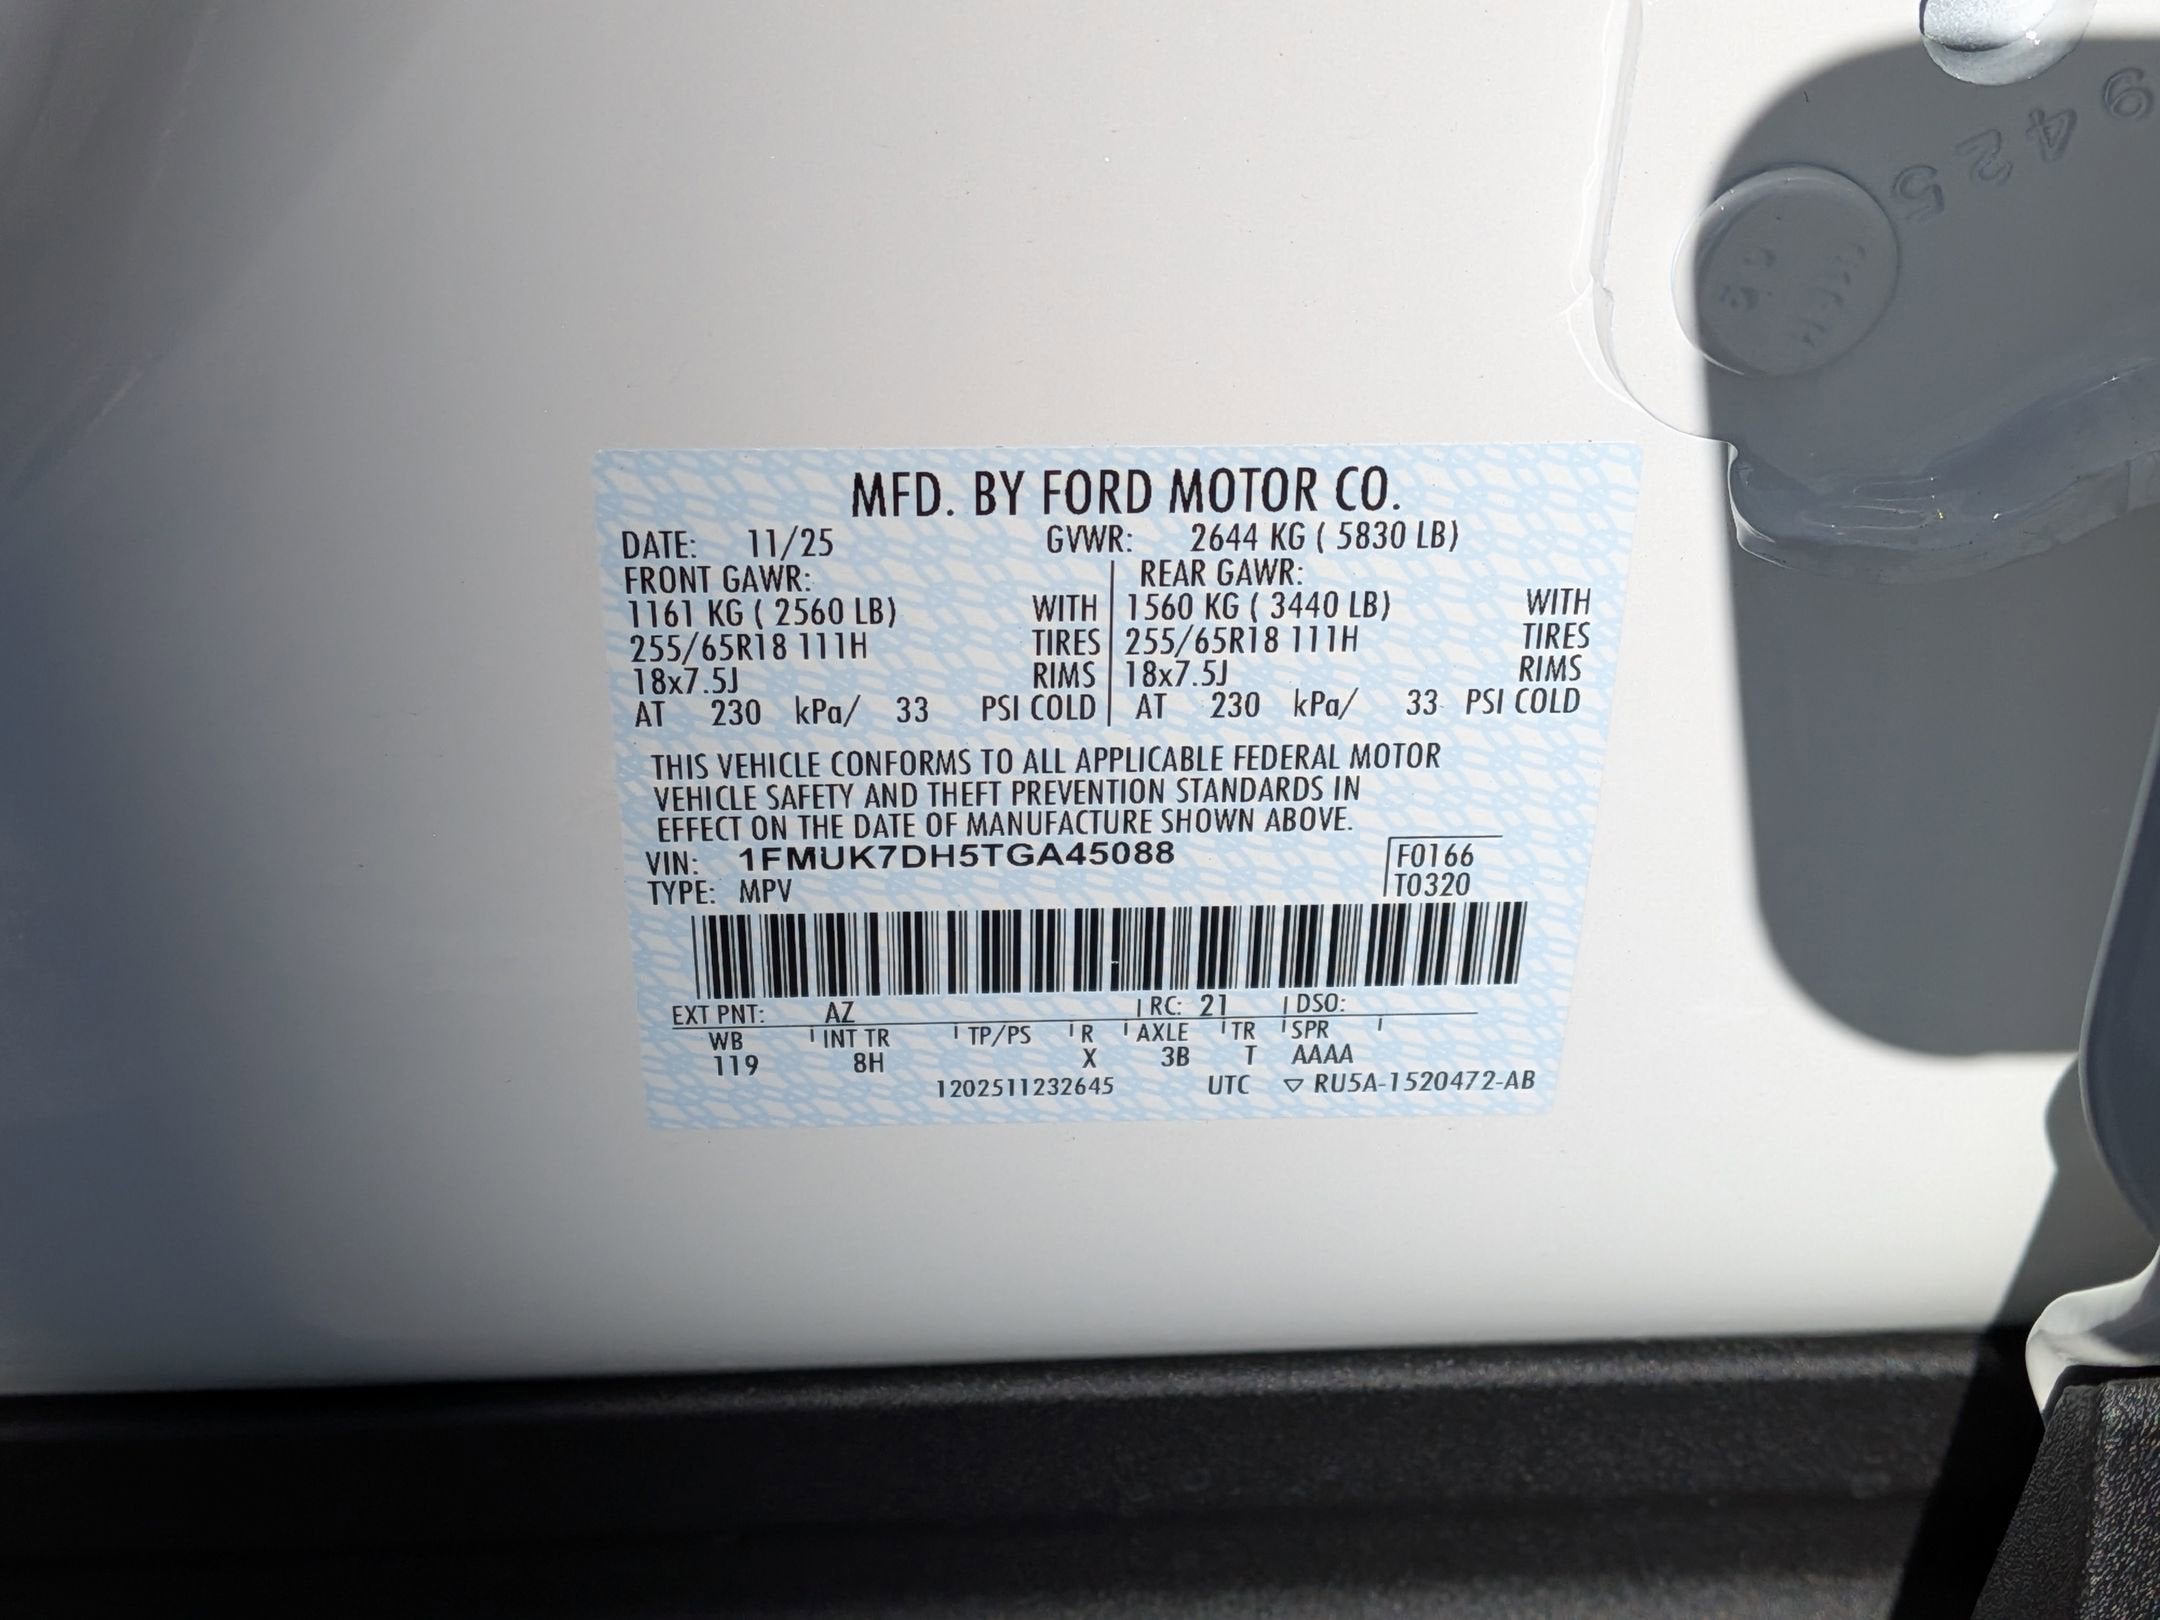 MFD. BY FORD MOTOR CO.
DATE: 11/25 GVWR: 2644 KG ( 5830 LB)
FRONT GAWR: REAR GAWR:
1161 KG ( 2560 LB) WITH 1560 KG ( 3440 LB) WITH
255/65R18 111H TIRES 255/65R18 111H TIRES
18x7.5J RIMS 18x7.5J RIMS
AT 230 kPa/ 33 PSI COLD AT 230 kPa/ 33 PSI COLD
THIS VEHICLE CONFORMS TO ALL APPLICABLE FEDERAL MOTOR
VEHICLE SAFETY AND THEFT PREVENTION STANDARDS IN
EFFECT ON THE DATE OF MANUFACTURE SHOWN ABOVE.
VIN: 1FMUK7DH5TGA45088 F0166
TYPE: MPV T0320
EXT PNT: AZ RC: 21 DSO:
WB INT TR TP/PS R AXLE TR SPR
119 8H X 3B T AAAA
1202511232645 UTC ▽ RU5A-1520472-AB